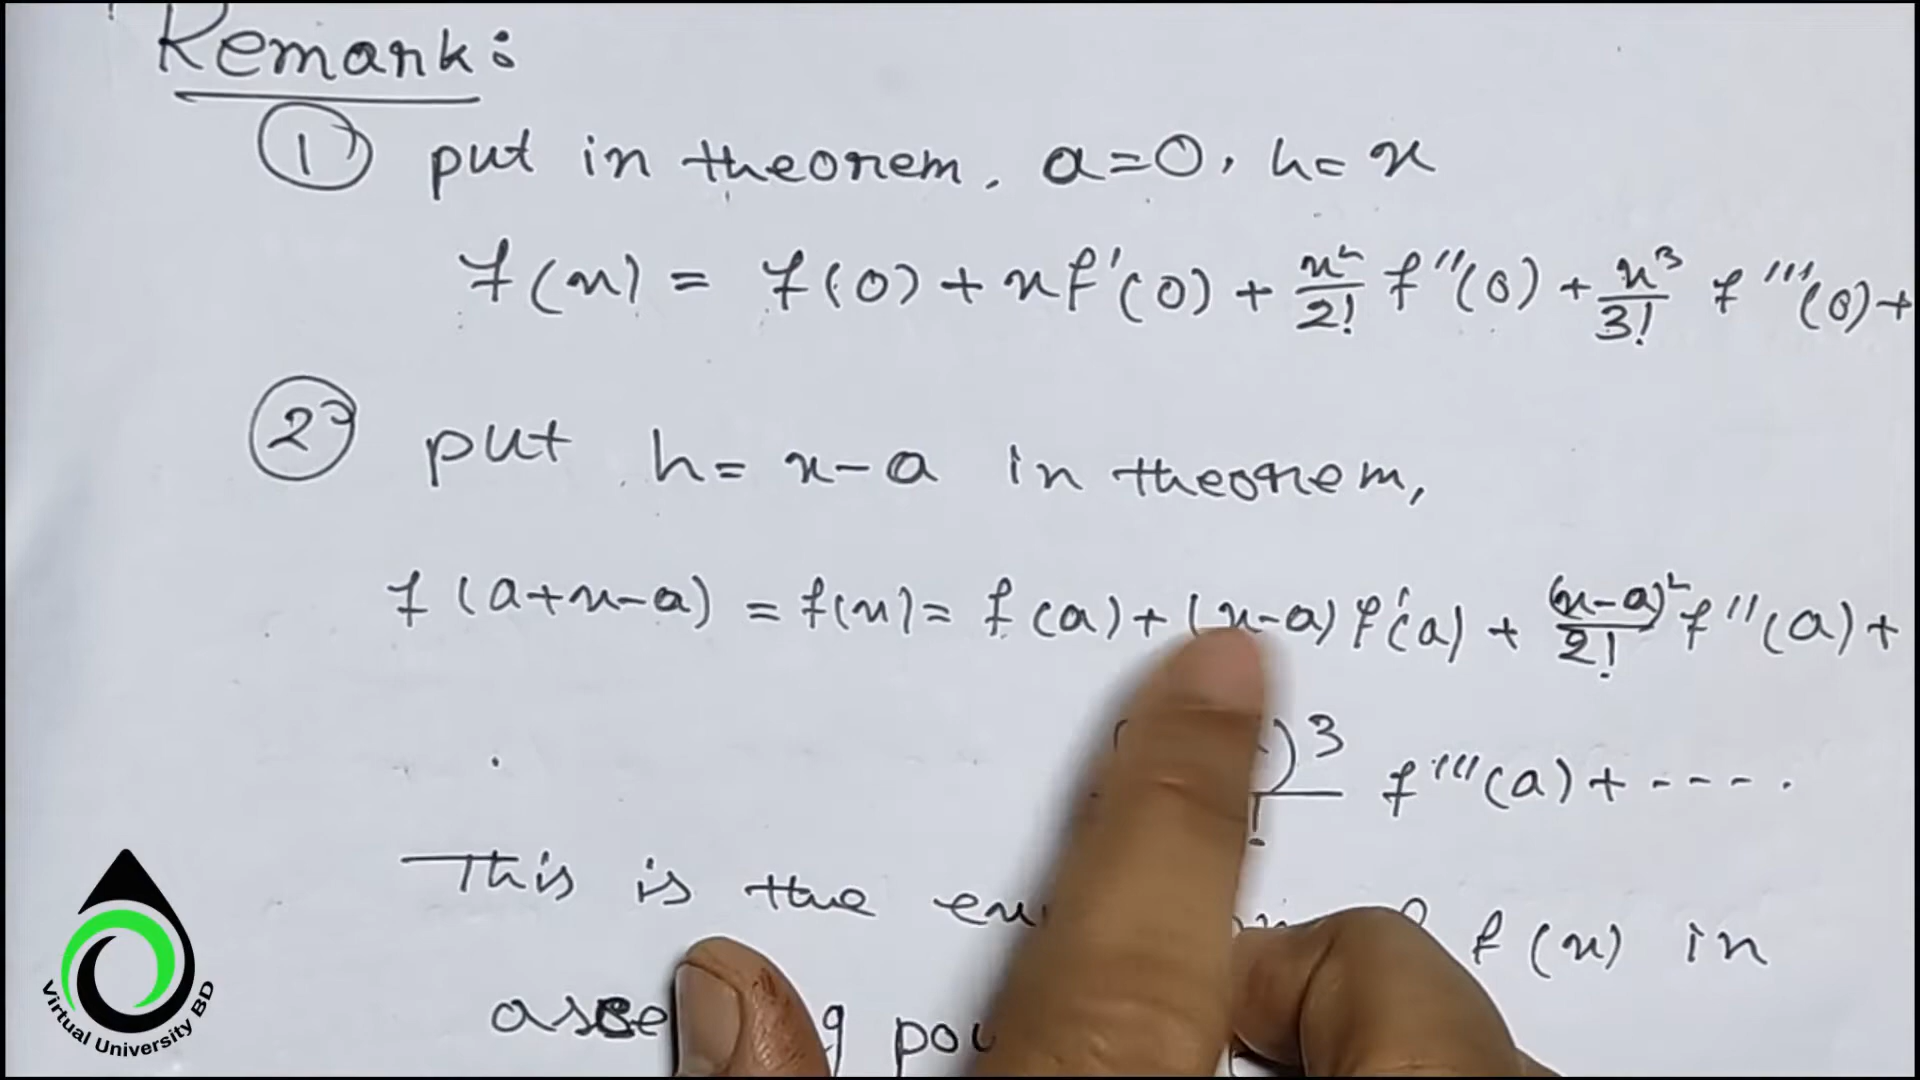 Remark:
① put in theorem, a=0, h=x
f(x) = f(0) + xf'(0) + x²/2! f''(0) + x³/3! f'''(0) +
② put h = x-a in theorem,
f(a+x-a) = f(x) = f(a) + (x-a) f'(a) + (x-a)²/2! f''(a) +
)³ f'''(a) + ----.
This is the f(x) in
Virtual University BD